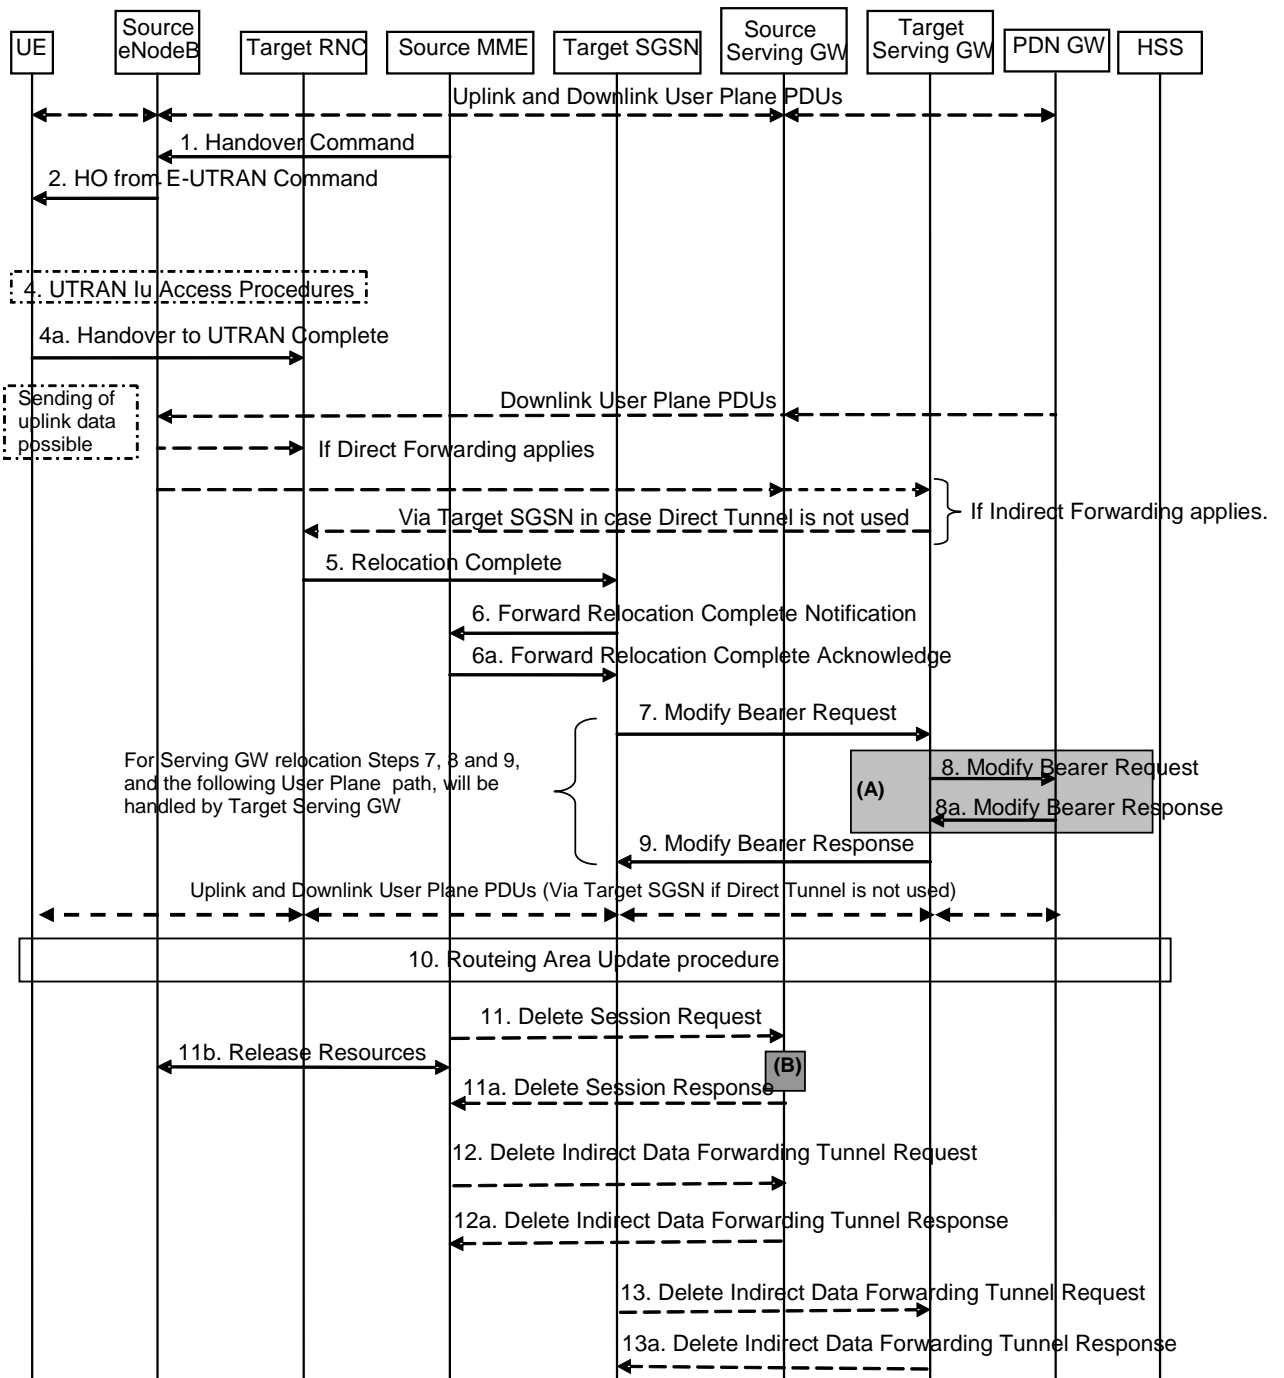 UE
Source
eNodeB
Target RNC
Source MME
Target SGSN
Source
Serving GW
Target
Serving GW
PDN GW
HSS
Uplink and Downlink User Plane PDUs
1. Handover Command
2. HO from E-UTRAN Command
4. UTRAN Iu Access Procedures
4a. Handover to UTRAN Complete
Sending of
uplink data
possible
Downlink User Plane PDUs
If Direct Forwarding applies
Via Target SGSN in case Direct Tunnel is not used
If Indirect Forwarding applies.
5. Relocation Complete
6. Forward Relocation Complete Notification
6a. Forward Relocation Complete Acknowledge
7. Modify Bearer Request
For Serving GW relocation Steps 7, 8 and 9,
and the following User Plane path, will be
handled by Target Serving GW
(A)
8. Modify Bearer Request
8a. Modify Bearer Response
9. Modify Bearer Response
Uplink and Downlink User Plane PDUs (Via Target SGSN if Direct Tunnel is not used)
10. Routeing Area Update procedure
11. Delete Session Request
11b. Release Resources
(B)
11a. Delete Session Response
12. Delete Indirect Data Forwarding Tunnel Request
12a. Delete Indirect Data Forwarding Tunnel Response
13. Delete Indirect Data Forwarding Tunnel Request
13a. Delete Indirect Data Forwarding Tunnel Response